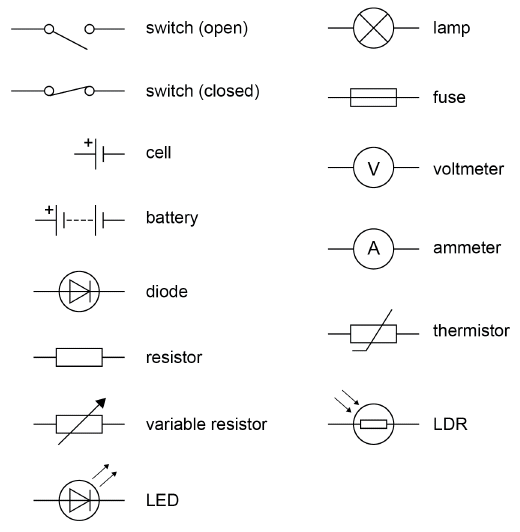 switch (open)
switch (closed)
+
cell
+
battery
diode
resistor
variable resistor
LED
lamp
fuse
V
voltmeter
A
ammeter
thermistor
LDR